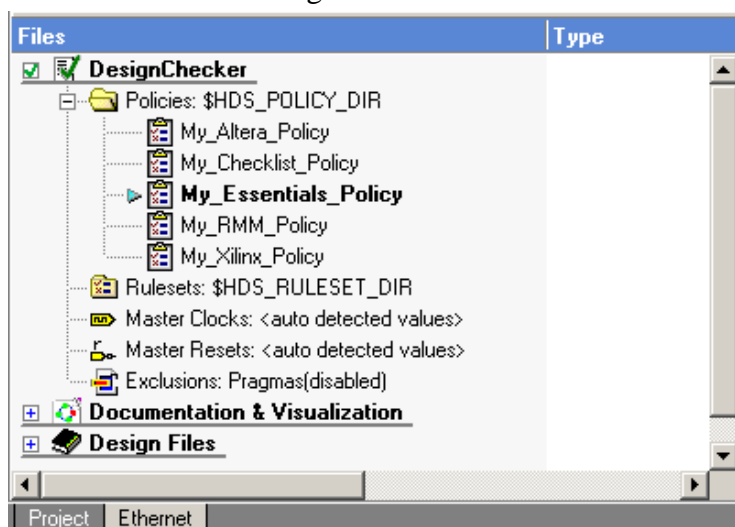 Files Type
DesignChecker
Policies: $HDS_POLICY_DIR
My_Altera_Policy
My_Checklist_Policy
My_Essentials_Policy
My_RMM_Policy
My_Xilinx_Policy
Rulesets: $HDS_RULESET_DIR
Master Clocks: <auto detected values>
Master Resets: <auto detected values>
Exclusions: Pragmas(disabled)
Documentation & Visualization
Design Files
Project Ethernet